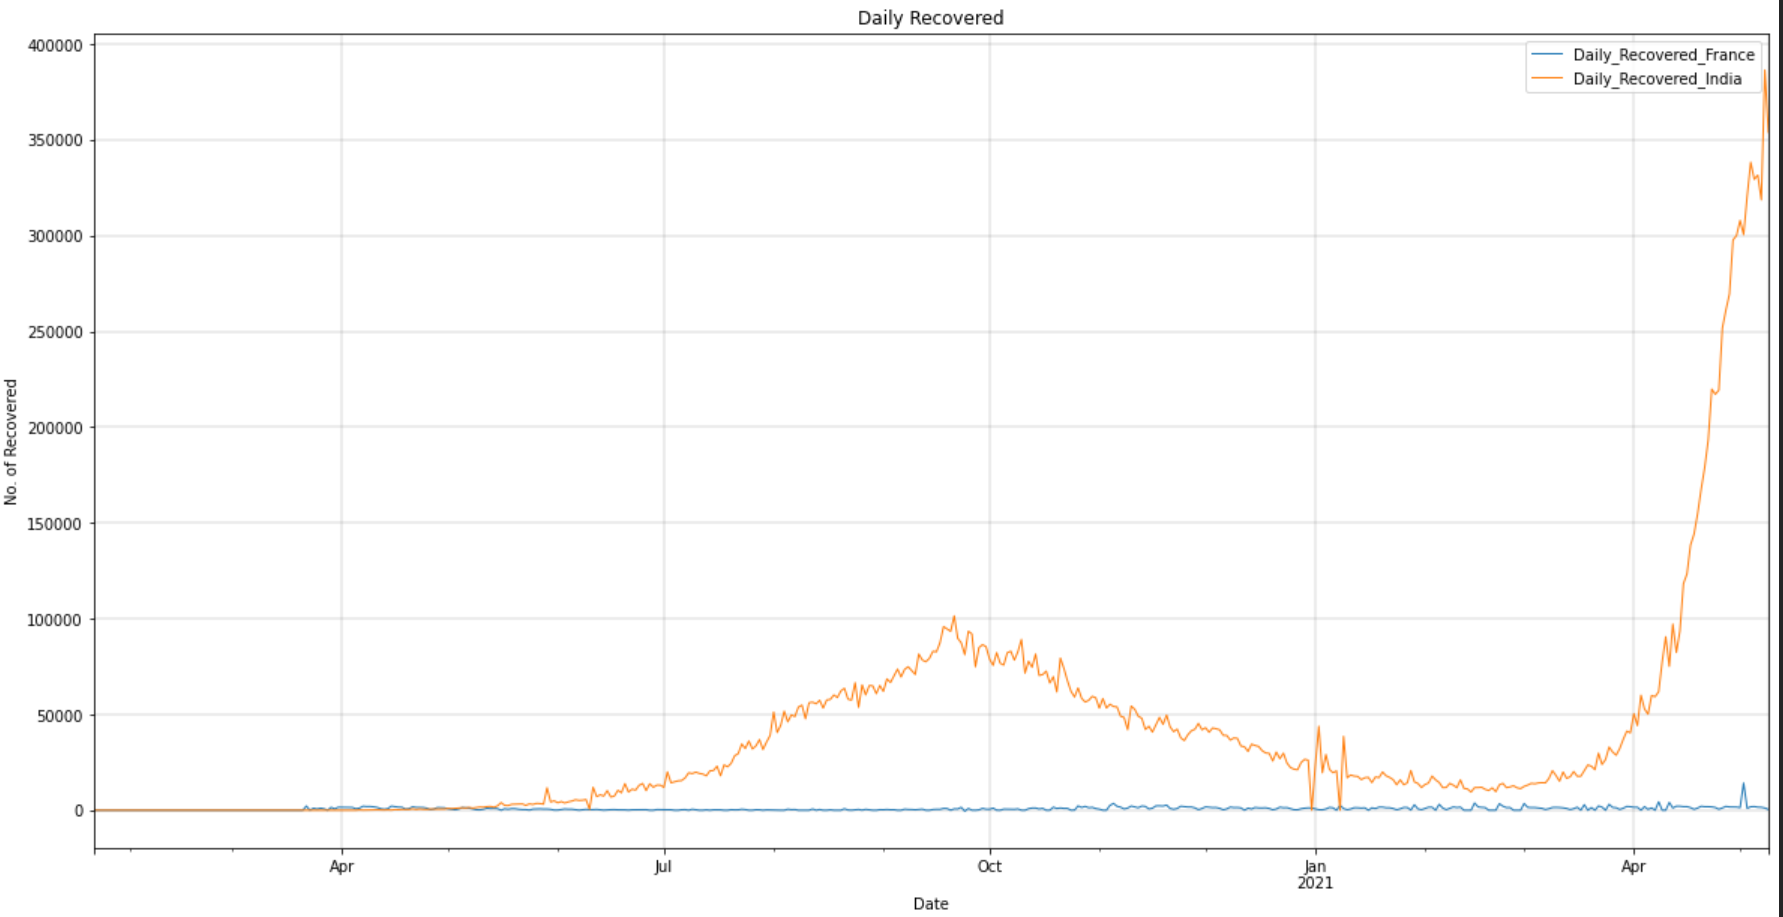 Daily Recovered
Daily_Recovered_France
Daily_Recovered_India
No. of Recovered
400000
350000
300000
250000
200000
150000
100000
50000
0
Apr
Jul
Oct
Jan
2021
Apr
Date